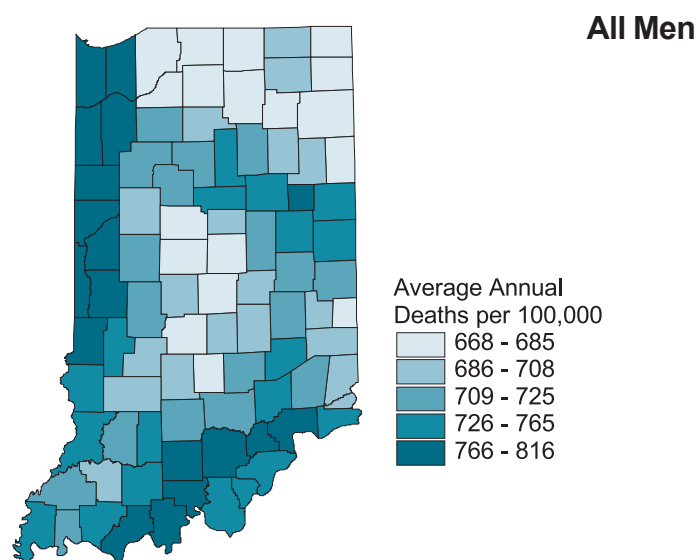 All Men
Average Annual
Deaths per 100,000
668 - 685
686 - 708
709 - 725
726 - 765
766 - 816